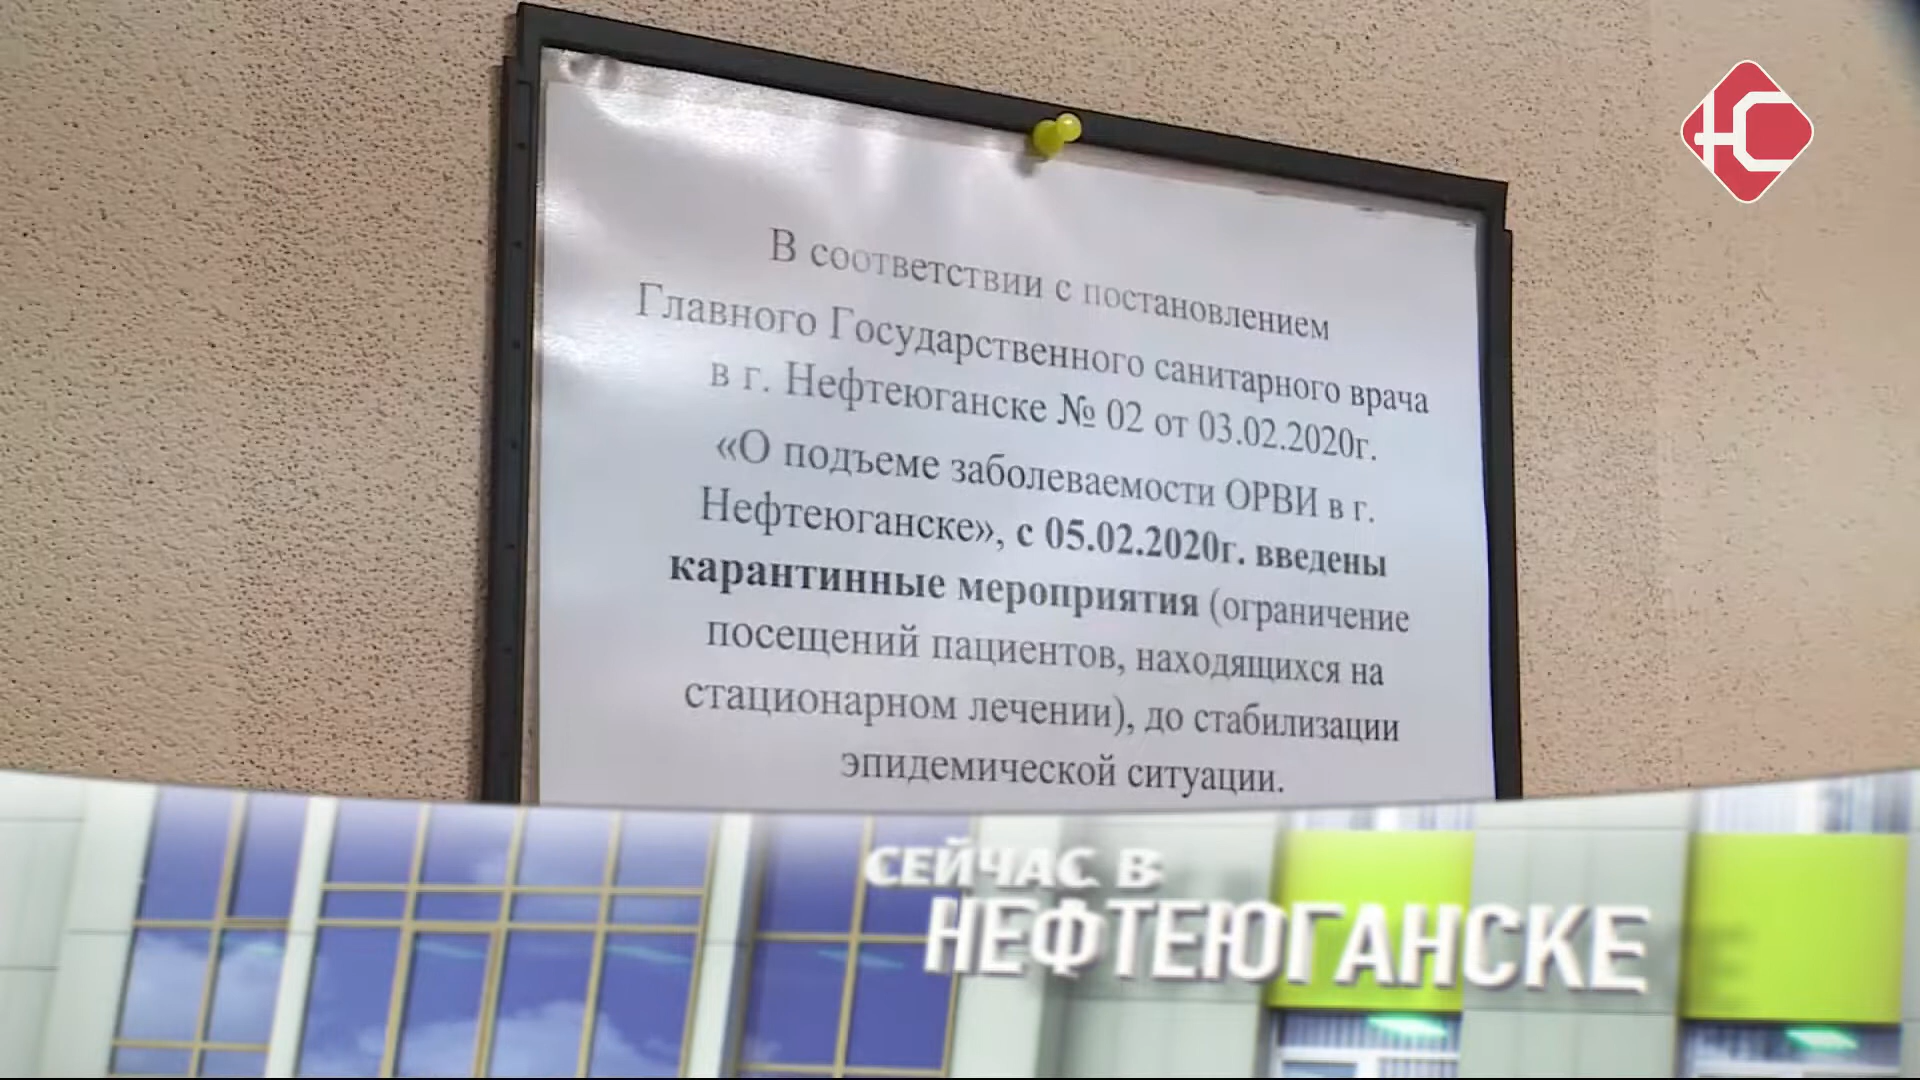 ЮС
В соответствии с постановлением
Главного Государственного санитарного врача
в г. Нефтеюганске № 02 от 03.02.2020г.
«О подъеме заболеваемости ОРВИ в г.
Нефтеюганске», с 05.02.2020г. введены
карантинные мероприятия (ограничение
посещений пациентов, находящихся на
стационарном лечении), до стабилизации
эпидемической ситуации.
СЕЙЧАС В
НЕФТЕЮГАНСКЕ